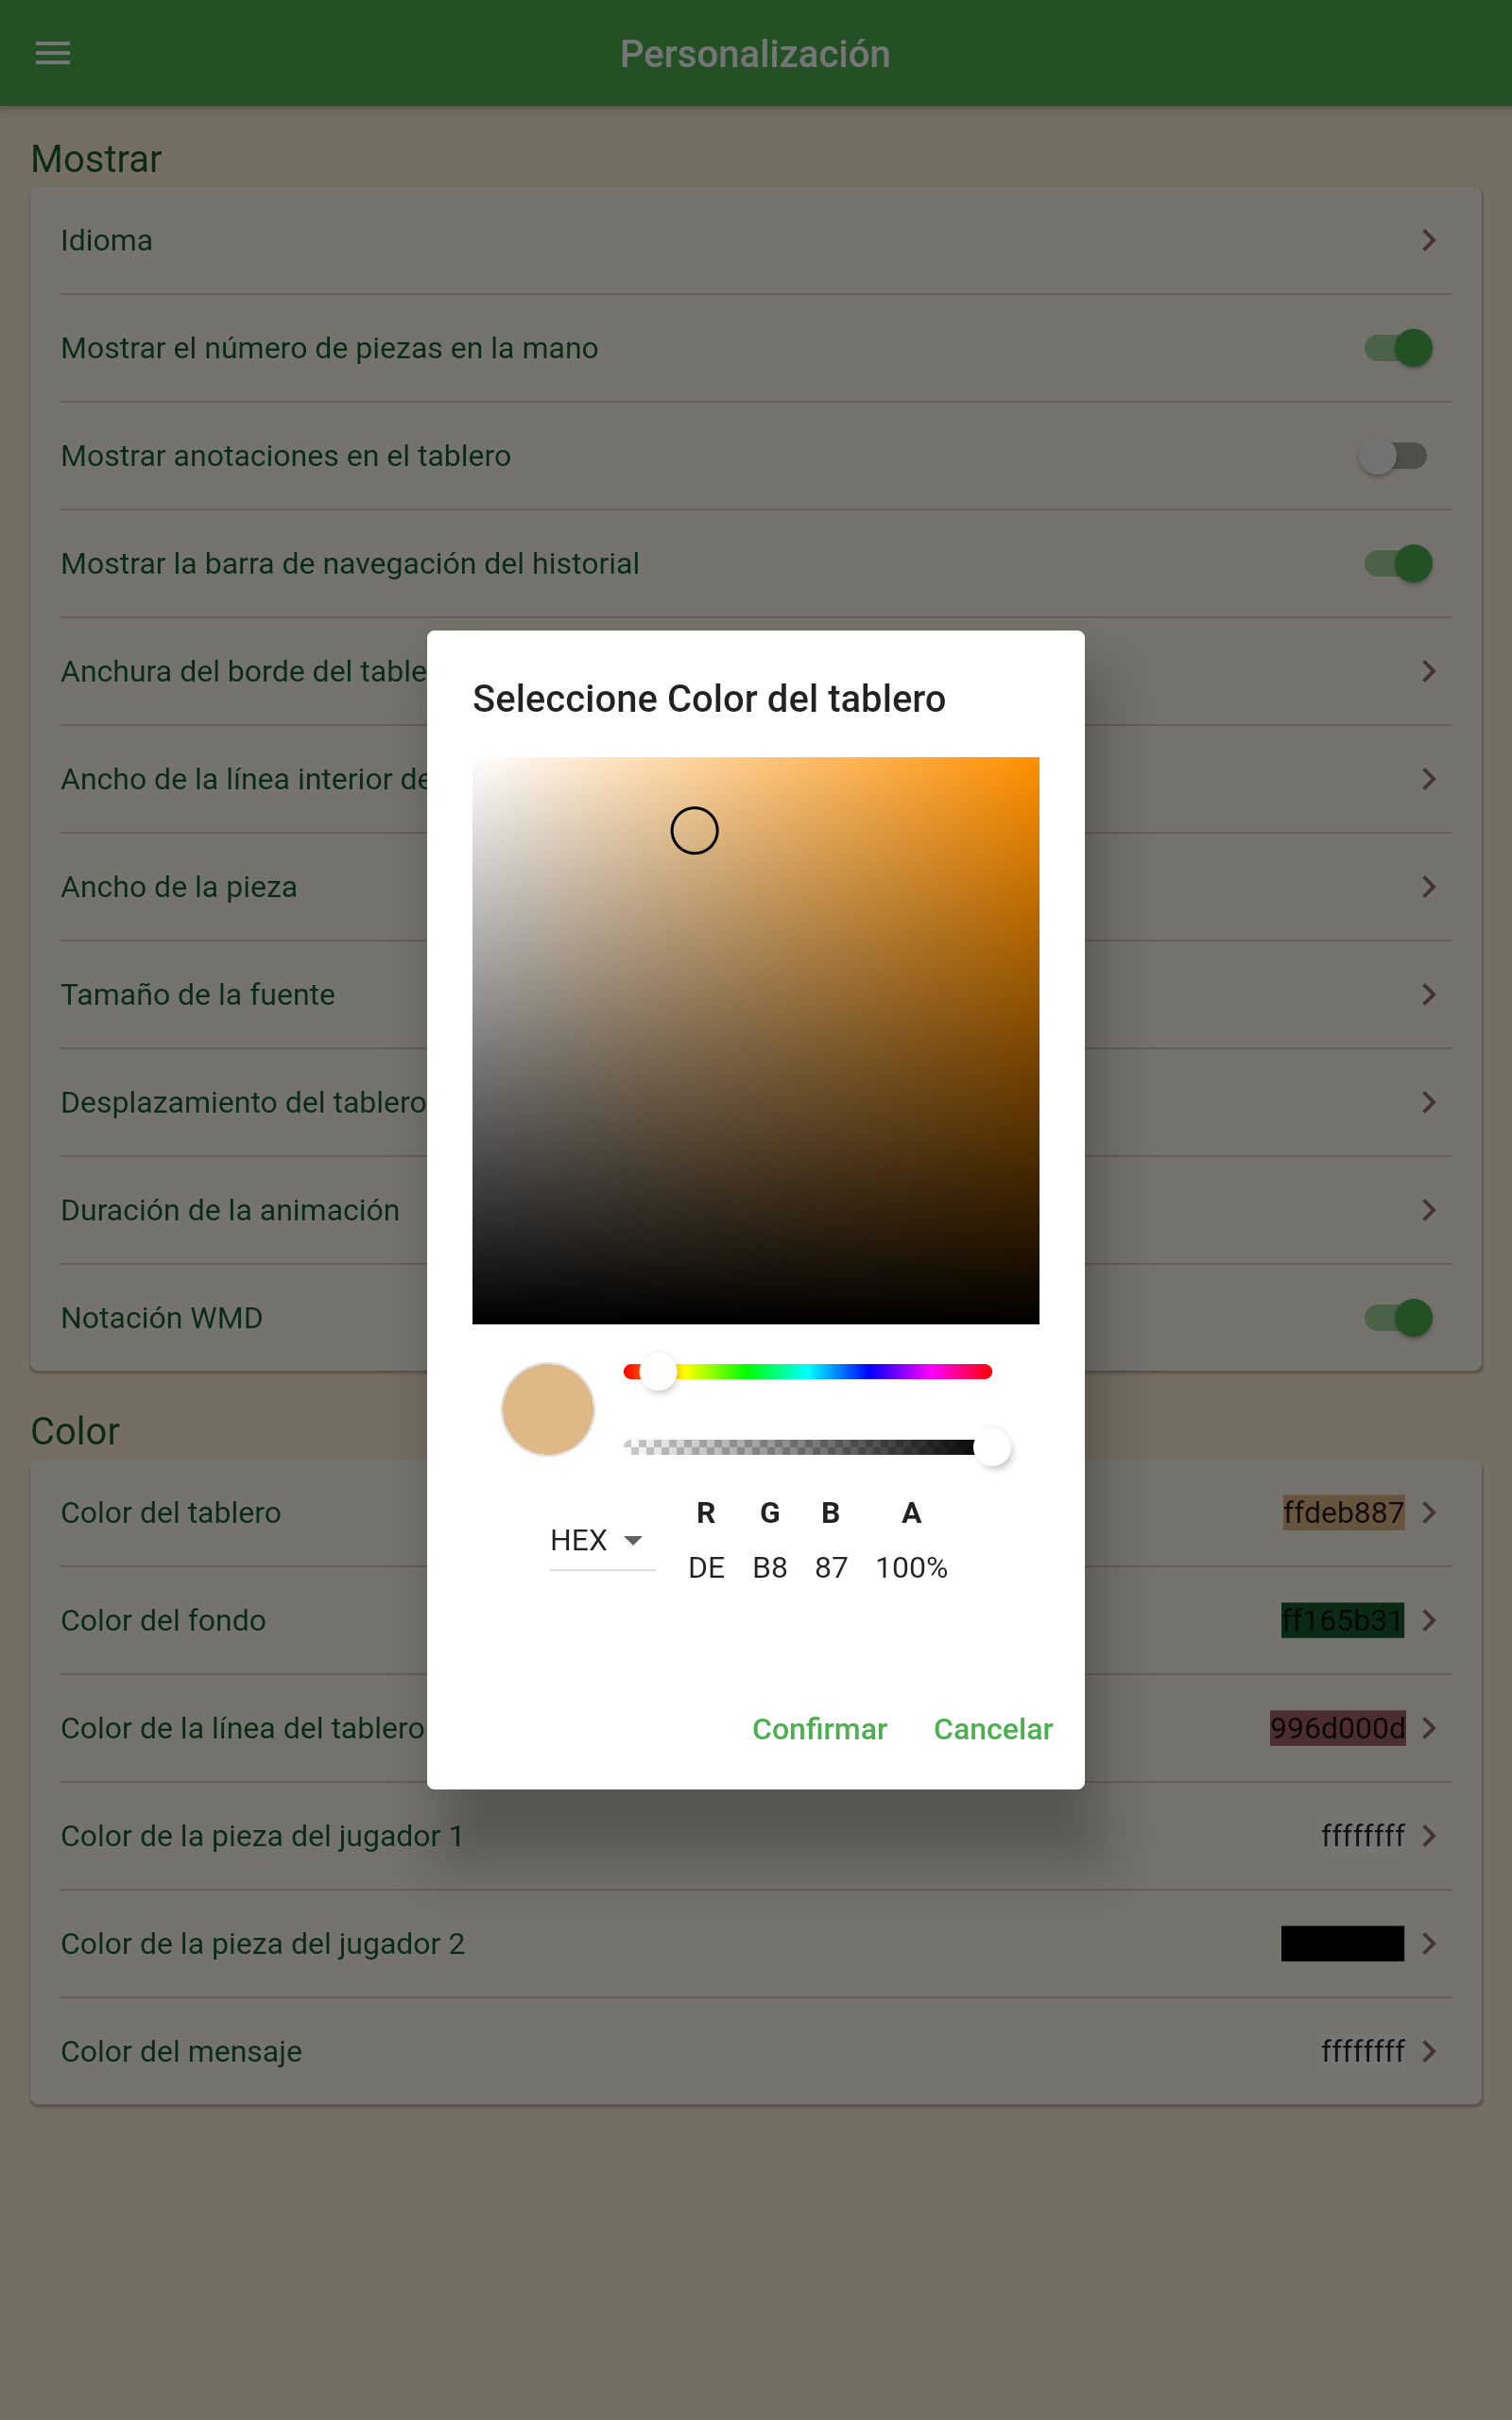 Personalización
Mostrar
Idioma
Mostrar el número de piezas en la mano
Mostrar anotaciones en el tablero
Mostrar la barra de navegación del historial
Anchura del borde del table
Seleccione Color del tablero
Ancho de la línea interior de
Ancho de la pieza
Tamaño de la fuente
Desplazamiento del tablero
Duración de la animación
Notación WMD
Color
Color del tablero
ffdeb887
R G B A
HEX
DE B8 87 100%
Color del fondo
ff165b31
Color de la línea del tablero
996d000d
Confirmar Cancelar
Color de la pieza del jugador 1
ffffffff
Color de la pieza del jugador 2
Color del mensaje
ffffffff